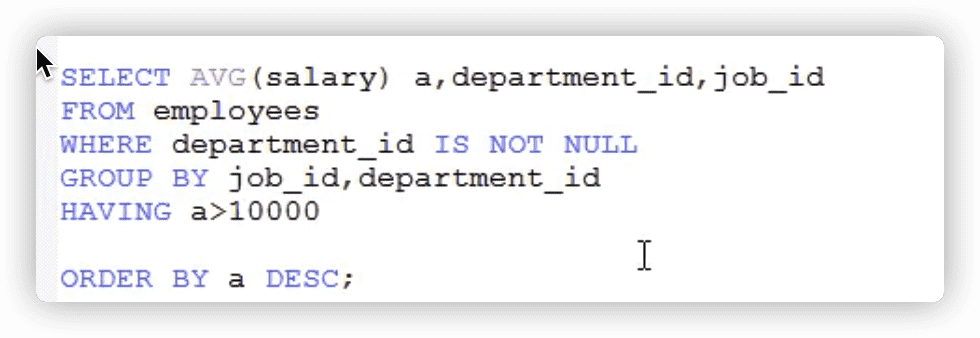 SELECT AVG(salary) a,department_id,job_id
FROM employees
WHERE department_id IS NOT NULL
GROUP BY job_id,department_id
HAVING a>10000
ORDER BY a DESC;